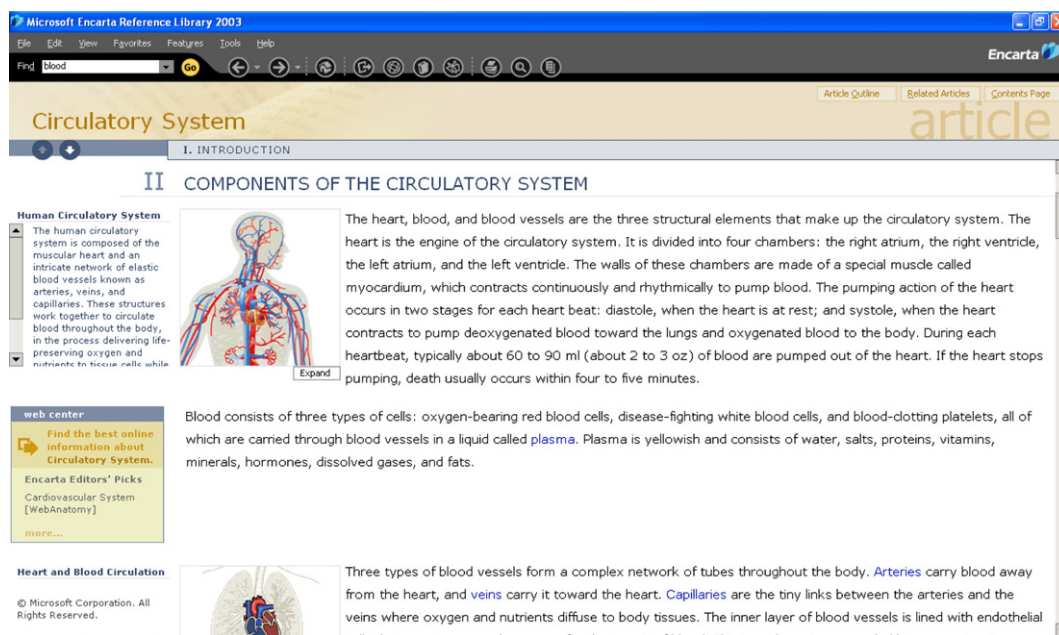 Microsoft Encarta Reference Library 2003
File Edit View Favorites Features Tools Help
Encarta
Find blood Go
Article Outline Related Articles Contents Page
Circulatory System
article
I. INTRODUCTION
II COMPONENTS OF THE CIRCULATORY SYSTEM
Human Circulatory System
The human circulatory
system is composed of the
muscular heart and an
intricate network of elastic
blood vessels known as
arteries, veins, and
capillaries. These structures
work together to circulate
blood throughout the body,
in the process delivering life-
preserving oxygen and
nutrients to tissue cells while
Expand
The heart, blood, and blood vessels are the three structural elements that make up the circulatory system. The
heart is the engine of the circulatory system. It is divided into four chambers: the right atrium, the right ventricle,
the left atrium, and the left ventricle. The walls of these chambers are made of a special muscle called
myocardium, which contracts continuously and rhythmically to pump blood. The pumping action of the heart
occurs in two stages for each heart beat: diastole, when the heart is at rest; and systole, when the heart
contracts to pump deoxygenated blood toward the lungs and oxygenated blood to the body. During each
heartbeat, typically about 60 to 90 ml (about 2 to 3 oz) of blood are pumped out of the heart. If the heart stops
pumping, death usually occurs within four to five minutes.
web center
Find the best online
information about
Circulatory System.
Encarta Editors' Picks
Cardiovascular System
[WebAnatomy]
more...
Blood consists of three types of cells: oxygen-bearing red blood cells, disease-fighting white blood cells, and blood-clotting platelets, all of
which are carried through blood vessels in a liquid called plasma. Plasma is yellowish and consists of water, salts, proteins, vitamins,
minerals, hormones, dissolved gases, and fats.
Heart and Blood Circulation
© Microsoft Corporation. All
Rights Reserved.
Three types of blood vessels form a complex network of tubes throughout the body. Arteries carry blood away
from the heart, and veins carry it toward the heart. Capillaries are the tiny links between the arteries and the
veins where oxygen and nutrients diffuse to body tissues. The inner layer of blood vessels is lined with endothelial